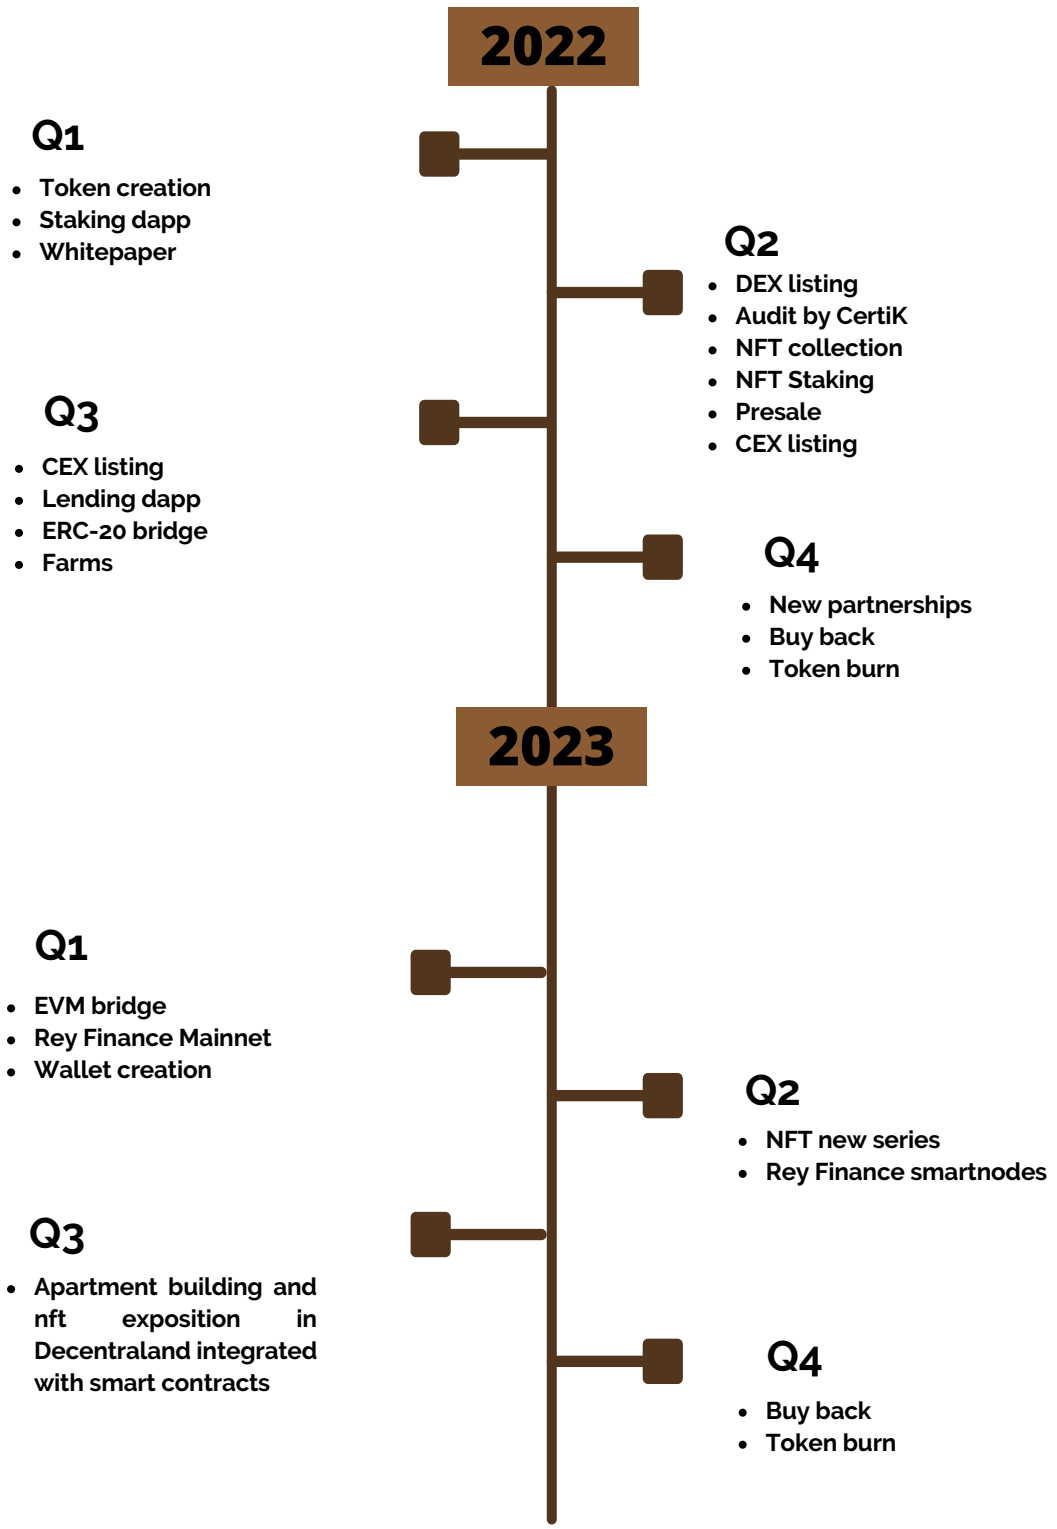 2022
Q1
Token creation
Staking dapp
Whitepaper
Q2
DEX listing
Audit by CertiK
NFT collection
NFT Staking
Presale
CEX listing
Q3
CEX listing
Lending dapp
ERC-20 bridge
Farms
Q4
New partnerships
Buy back
Token burn
2023
Q1
EVM bridge
Rey Finance Mainnet
Wallet creation
Q2
NFT new series
Rey Finance smartnodes
Q3
Apartment building and
nft exposition in
Decentraland integrated
with smart contracts
Q4
Buy back
Token burn